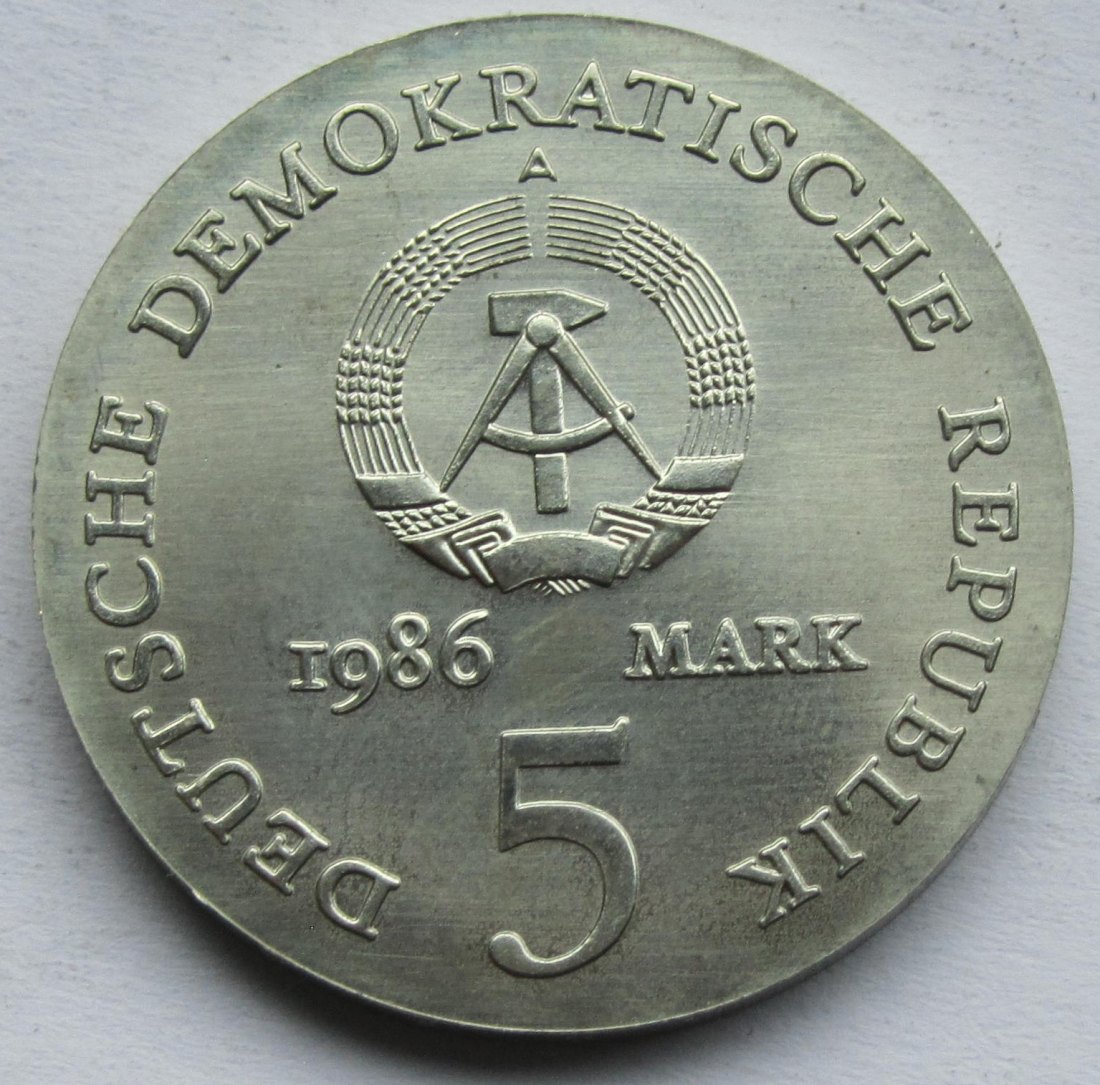 DEUTSCHE DEMOKRATISCHE REPUBLIK
A
1986 MARK
5